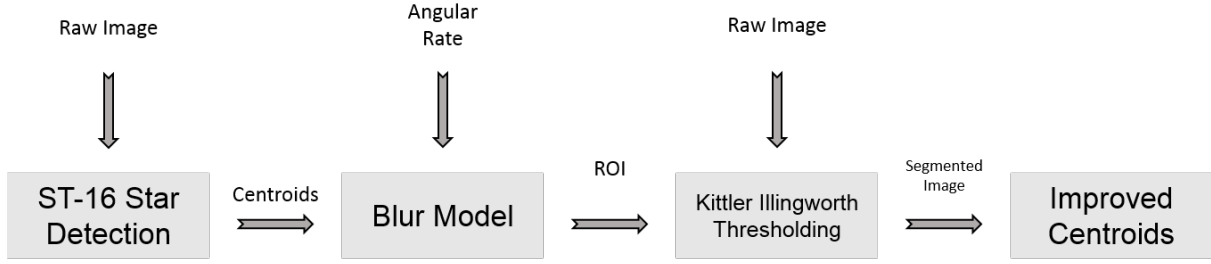 Raw Image
Angular
Rate
Raw Image
ST-16 Star
Detection
Centroids
Blur Model
ROI
Kittler Illingworth
Thresholding
Segmented
Image
Improved
Centroids